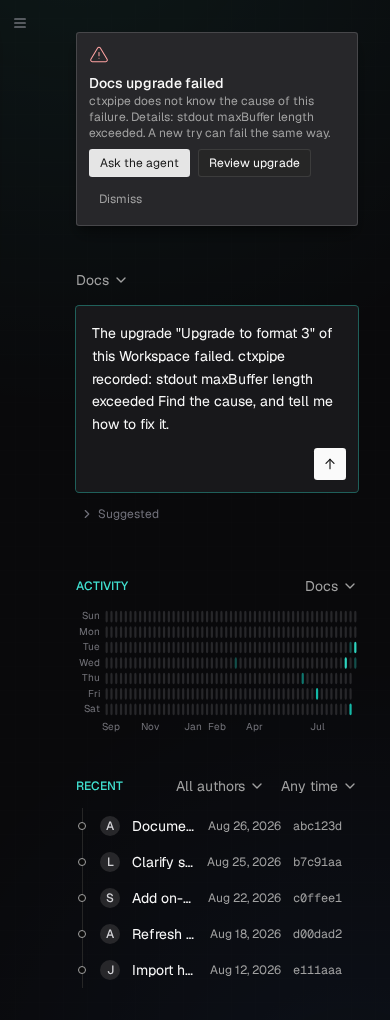 Docs upgrade failed
ctxpipe does not know the cause of this
failure. Details: stdout maxBuffer length
exceeded. A new try can fail the same way.
Ask the agent
Review upgrade
Dismiss
Docs
The upgrade "Upgrade to format 3" of
this Workspace failed. ctxpipe
recorded: stdout maxBuffer length
exceeded Find the cause, and tell me
how to fix it.
Suggested
ACTIVITY
Docs
Sun
Mon
Tue
Wed
Thu
Fri
Sat
Sep Nov Jan Feb Apr Jul
RECENT
All authors
Any time
A Docume... Aug 26, 2026 abc123d
L Clarify s... Aug 25, 2026 b7c91aa
S Add on-... Aug 22, 2026 c0ffee1
A Refresh ... Aug 18, 2026 d00dad2
J Import h... Aug 12, 2026 e111aaa